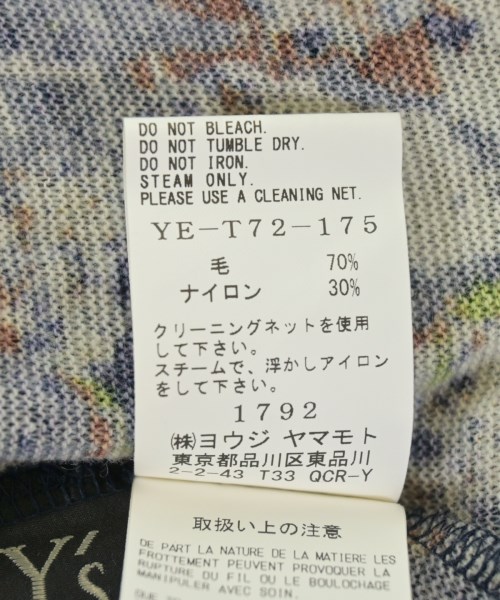 DO NOT BLEACH.
DO NOT TUMBLE DRY.
DO NOT IRON.
STEAM ONLY.
PLEASE USE A CLEANING NET.
YE-T72-175
毛 70%
ナイロン 30%
クリーニングネットを使用
して下さい。
スチームで、浮かしアイロン
をして下さい。
1792
㈱ヨウジ ヤマモト
東京都品川区東品川
2-2-43 T33 QCR-Y
取扱い上の注意
DE PART LA NATURE DE LA MATIERE LES
FROTTEMENT PEUVENT PROVOQUER LA
RUPTURE DU FIL OU LE BOULOCHAGE
MANIPULER AVEC SOIN.
Y's